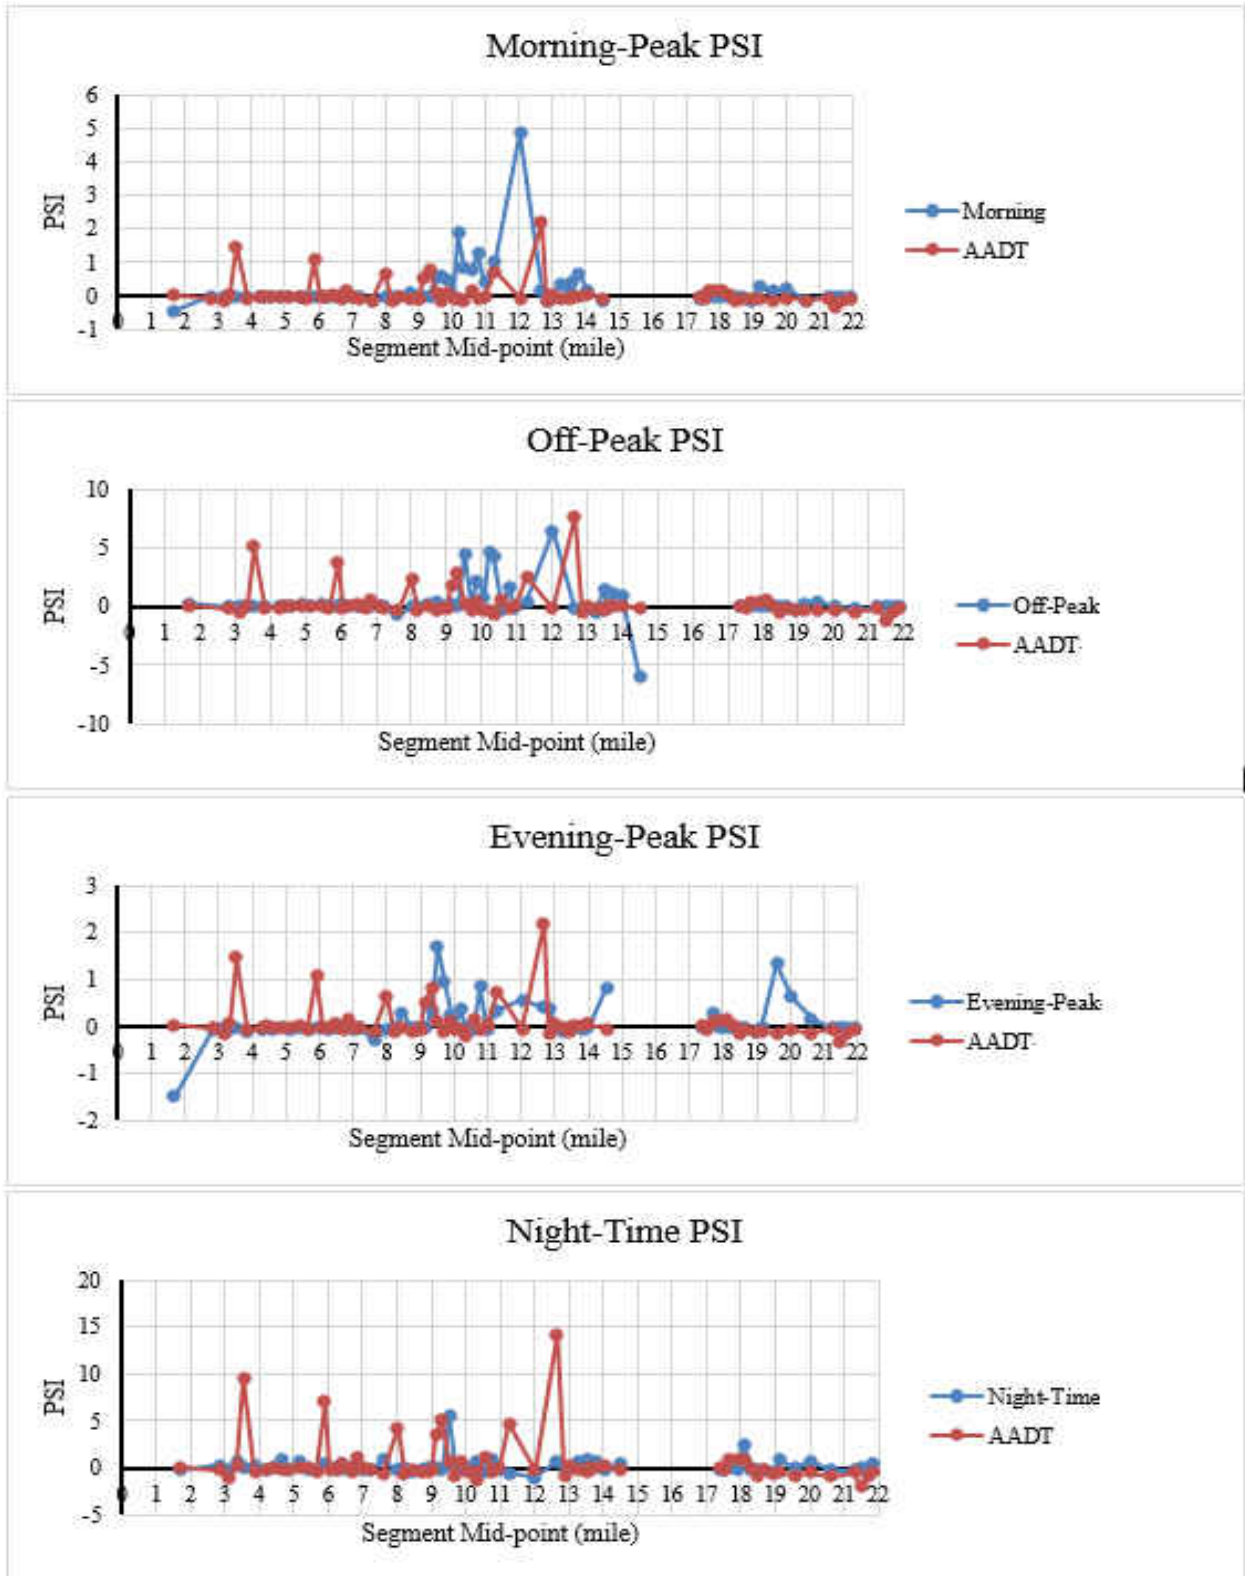 Morning-Peak PSI
6
5
4
3
2
1
0
-1
PSI
0 1 2 3 4 5 6 7 8 9 10 11 12 13 14 15 16 17 18 19 20 21 22
Segment Mid-point (mile)
Morning
AADT
Off-Peak PSI
10
5
0
-5
-10
PSI
0 1 2 3 4 5 6 7 8 9 10 11 12 13 14 15 16 17 18 19 20 21 22
Segment Mid-point (mile)
Off-Peak
AADT
Evening-Peak PSI
3
2
1
0
-1
-2
PSI
0 1 2 3 4 5 6 7 8 9 10 11 12 13 14 15 16 17 18 19 20 21 22
Segment Mid-point (mile)
Evening-Peak
AADT
Night-Time PSI
20
15
10
5
0
-5
PSI
0 1 2 3 4 5 6 7 8 9 10 11 12 13 14 15 16 17 18 19 20 21 22
Segment Mid-point (mile)
Night-Time
AADT